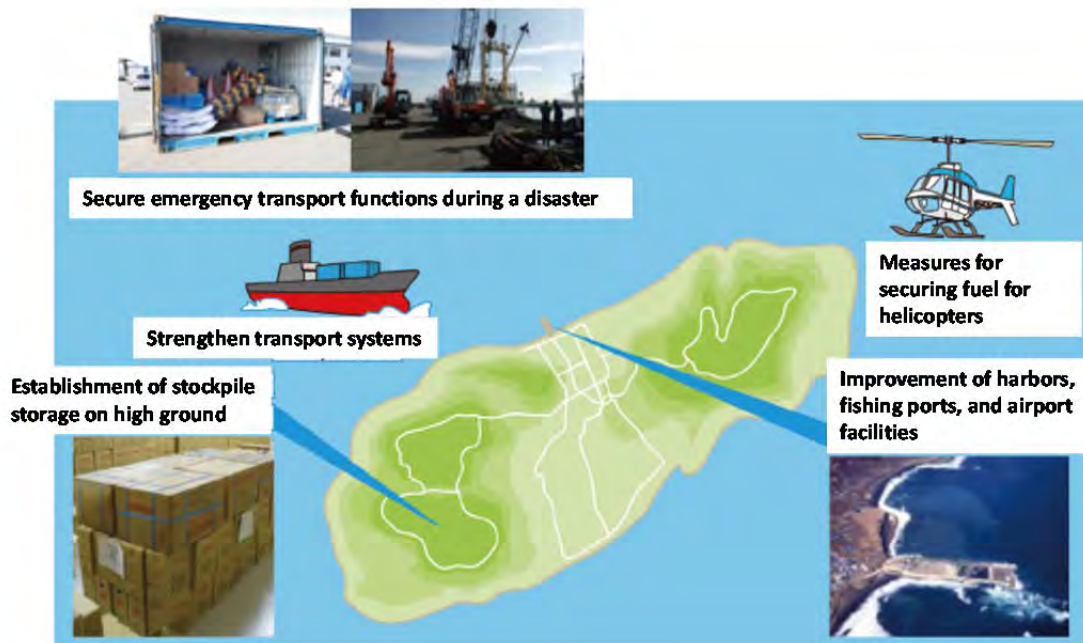 Secure emergency transport functions during a disaster
Measures for
securing fuel for
helicopters
Strengthen transport systems
Establishment of stockpile
storage on high ground
Improvement of harbors,
fishing ports, and airport
facilities